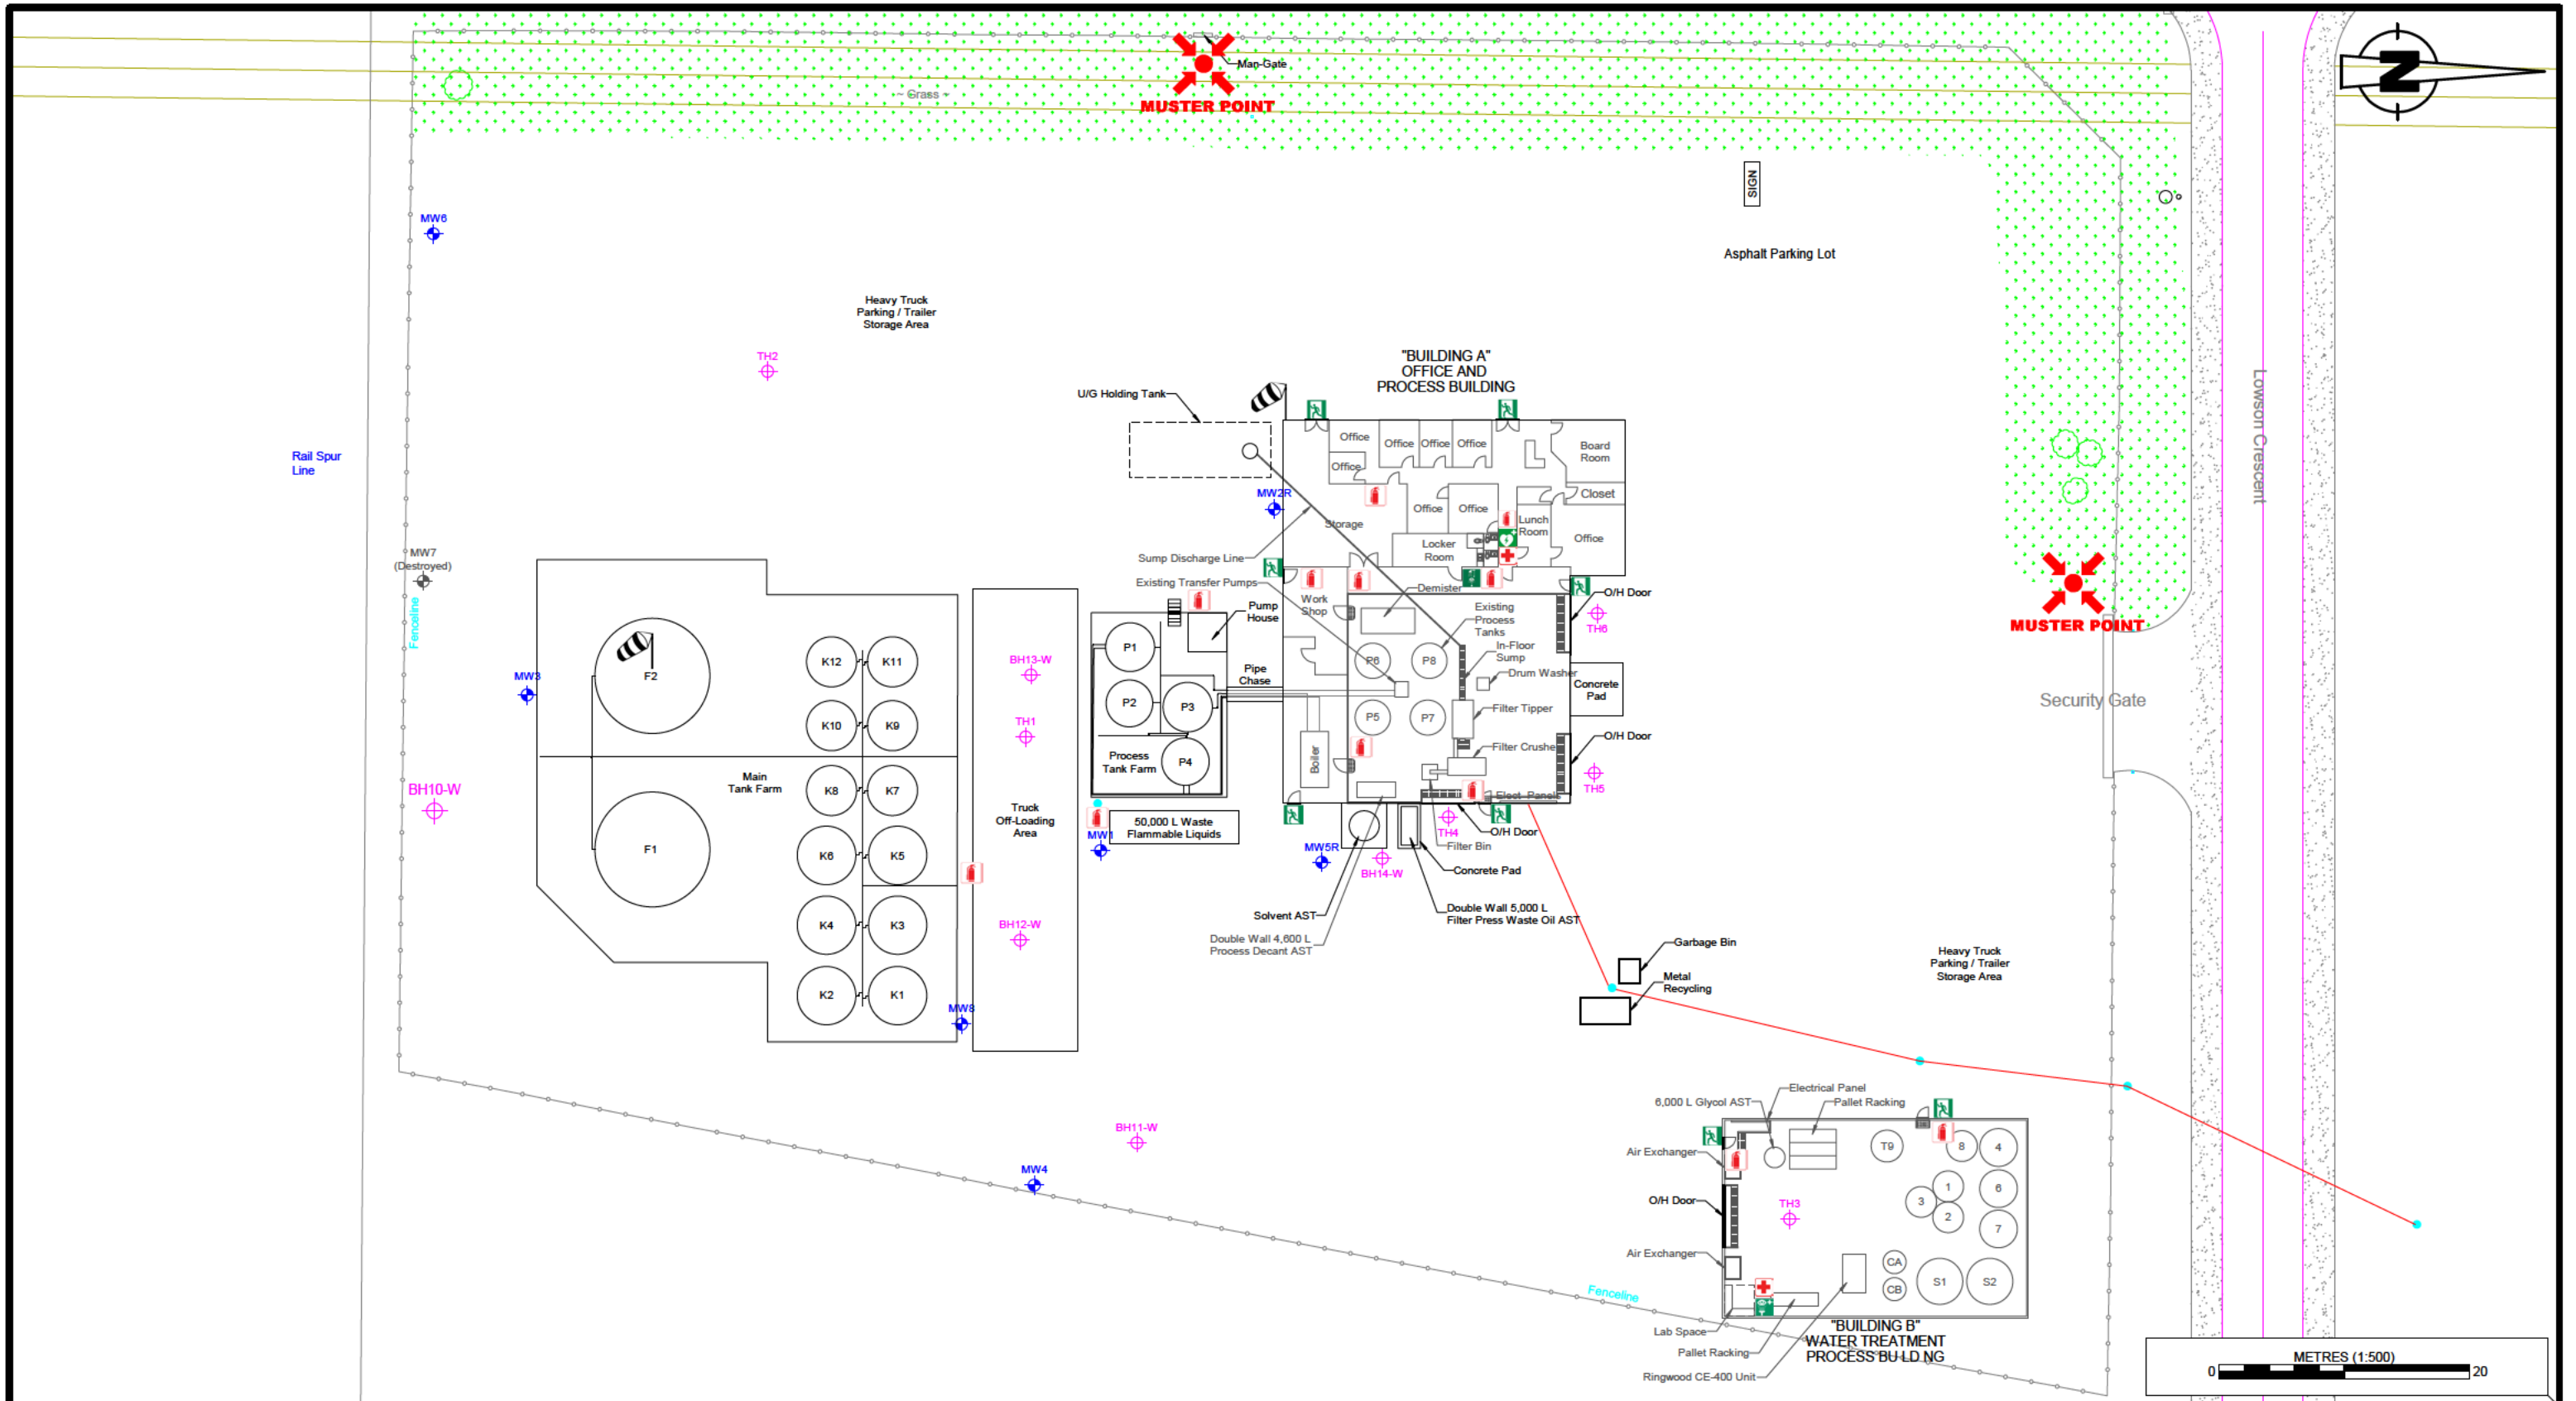 Man-Gate
MUSTER POINT
~ Grass ~
N
SIGN
Asphalt Parking Lot
MW6
Heavy Truck
Parking / Trailer
Storage Area
TH2
"BUILDING A"
OFFICE AND
PROCESS BUILDING
U/G Holding Tank
Rail Spur
Line
Lowson Crescent
Office
Office
Office
Office
Board
Room
Office
Closet
MW2R
Storage
Office
Office
Lunch
Room
Office
Locker
Room
Sump Discharge Line
Existing Transfer Pumps
MW7
(Destroyed)
Fenceline
Demister
O/H Door
TH6
MUSTER POINT
Work
Shop
Existing
Process
Tanks
In-Floor
Sump
Pump
House
Pipe
Chase
P1
P2
P3
P4
Process
Tank Farm
P6
P8
P5
P7
Drum Washer
Concrete
Pad
Filter Tipper
Filter Crusher
O/H Door
TH5
Boiler
Elect. Panels
Security Gate
F2
F1
MW3
BH10-W
Main
Tank Farm
K12
K11
K10
K9
K8
K7
K6
K5
K4
K3
K2
K1
BH13-W
TH1
Truck
Off-Loading
Area
BH12-W
MW8
MW1
50,000 L Waste
Flammable Liquids
MW5R
BH14-W
TH4
O/H Door
Filter Bin
Concrete Pad
Solvent AST
Double Wall 5,000 L
Filter Press Waste Oil AST
Double Wall 4,600 L
Process Decant AST
Garbage Bin
Metal
Recycling
Heavy Truck
Parking / Trailer
Storage Area
BH11-W
MW4
Electrical Panel
6,000 L Glycol AST
Pallet Racking
Air Exchanger
T9
8
4
1
3
2
6
7
O/H Door
TH3
Air Exchanger
CA
CB
S1
S2
Fenceline
Lab Space
Pallet Racking
Ringwood CE-400 Unit
"BUILDING B"
WATER TREATMENT
PROCESS BUILD NG
METRES (1:500)
0 20